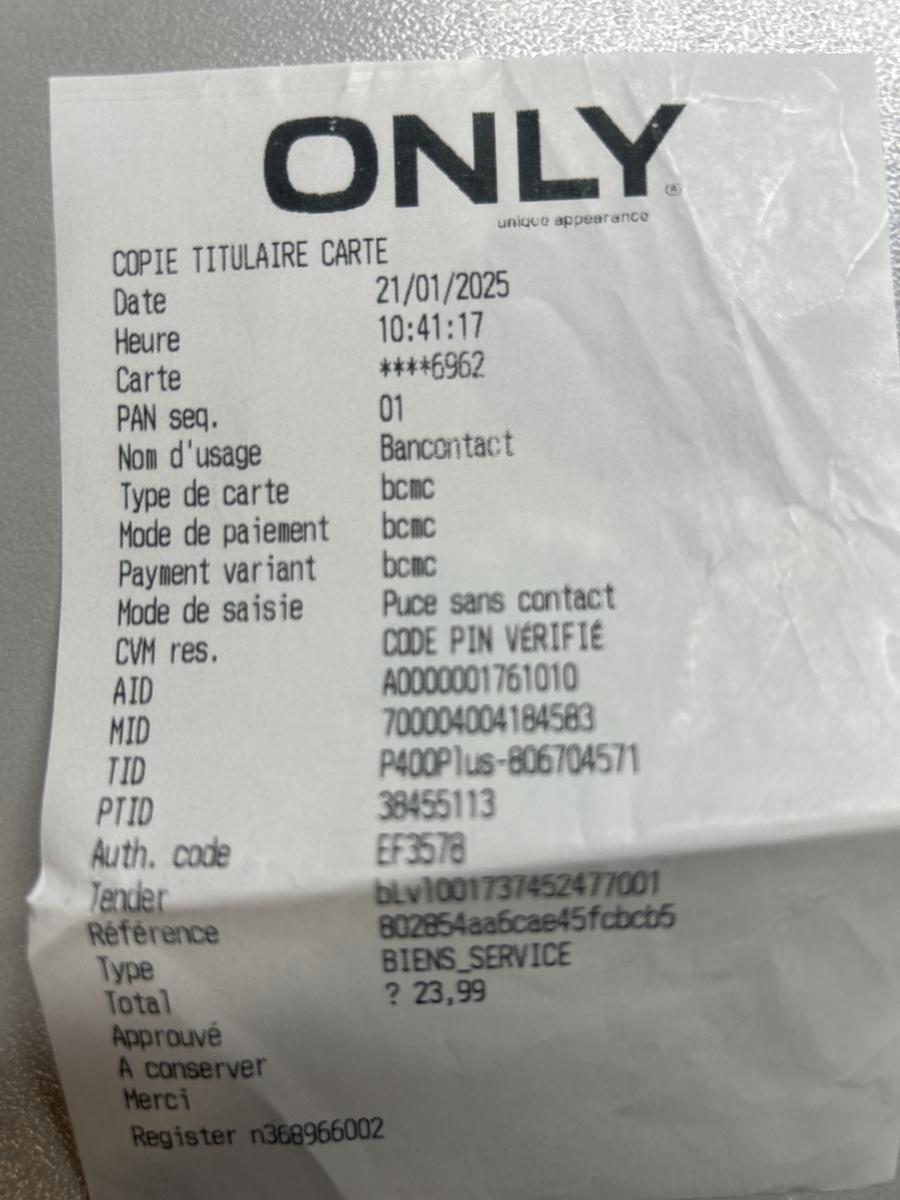 ONLY
unique appearance
COPIE TITULAIRE CARTE
Date 21/01/2025
Heure 10:41:17
Carte ****6962
PAN seq. 01
Nom d'usage Bancontact
Type de carte bcmc
Mode de paiement bcmc
Payment variant bcmc
Mode de saisie Puce sans contact
CVM res. CODE PIN VÉRIFIÉ
AID A0000001761010
MID 700004004184583
TID P400Plus-806704571
PTID 38455113
Auth. code EF3578
Tender bLvl001737452477001
Référence 802854aa6cae45fcbcb5
Type BIENS_SERVICE
Total ? 23,99
Approuvé
A conserver
Merci
Register n368966002